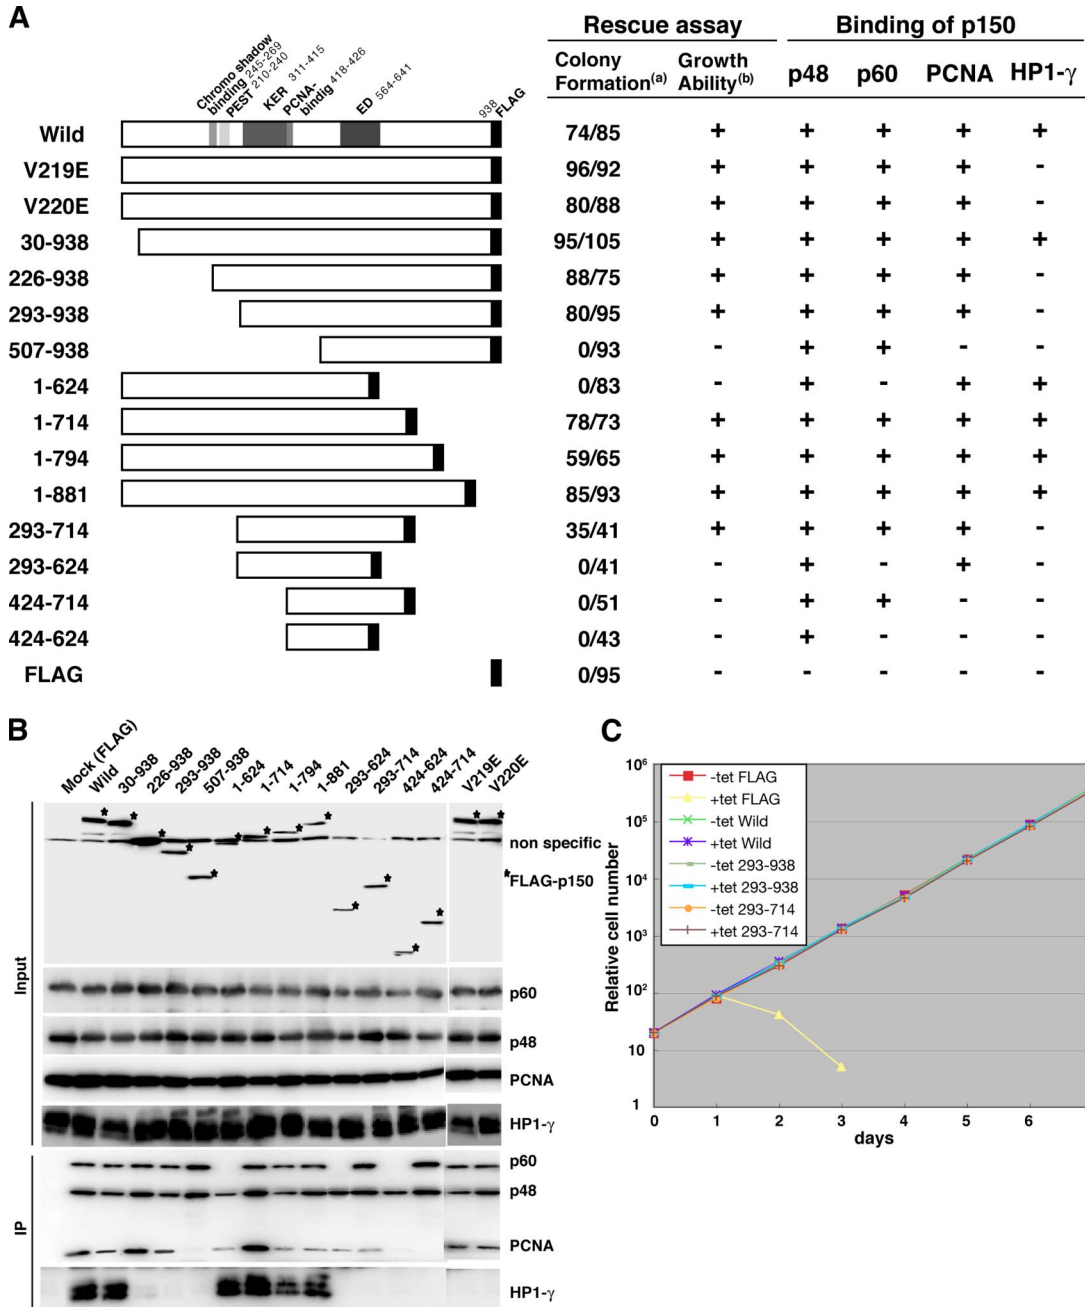 A
Rescue assay Binding of p150
Colony Formation(a) Growth Ability(b) p48 p60 PCNA HP1-γ
Chromo shadow
binding 245-269
PEST 210-240
KER 311-415
PCNA-
bindig 418-426
ED 564-641
938
FLAG
Wild 74/85 + + + + +
V219E 96/92 + + + + -
V220E 80/88 + + + + -
30-938 95/105 + + + + +
226-938 88/75 + + + + -
293-938 80/95 + + + + -
507-938 0/93 - + + - -
1-624 0/83 - + - + +
1-714 78/73 + + + + +
1-794 59/65 + + + + +
1-881 85/93 + + + + +
293-714 35/41 + + + + -
293-624 0/41 - + - + -
424-714 0/51 - + + - -
424-624 0/43 - + - - -
FLAG 0/95 - - - - -
B
Mock (FLAG)
Wild
30-938
226-938
293-938
507-938
1-624
1-714
1-794
1-881
293-624
293-714
424-624
424-714
V219E
V220E
Input
non specific
FLAG-p150
p60
p48
PCNA
HP1-γ
IP
p60
p48
PCNA
HP1-γ
C
Relative cell number
10⁶
10⁵
10⁴
10³
10²
10
1
-tet FLAG
+tet FLAG
-tet Wild
+tet Wild
-tet 293-938
+tet 293-938
-tet 293-714
+tet 293-714
0 1 2 3 4 5 6
days